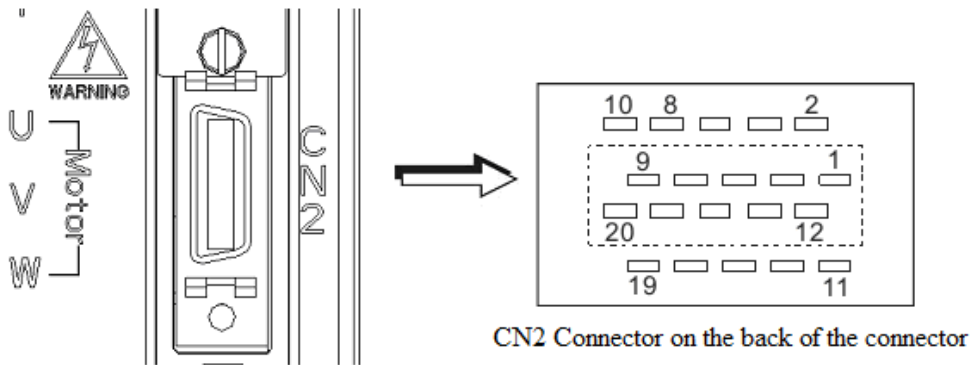 WARNING
U
V
W
Motor
CN2
10 8 2
9 1
20 12
19 11
CN2 Connector on the back of the connector